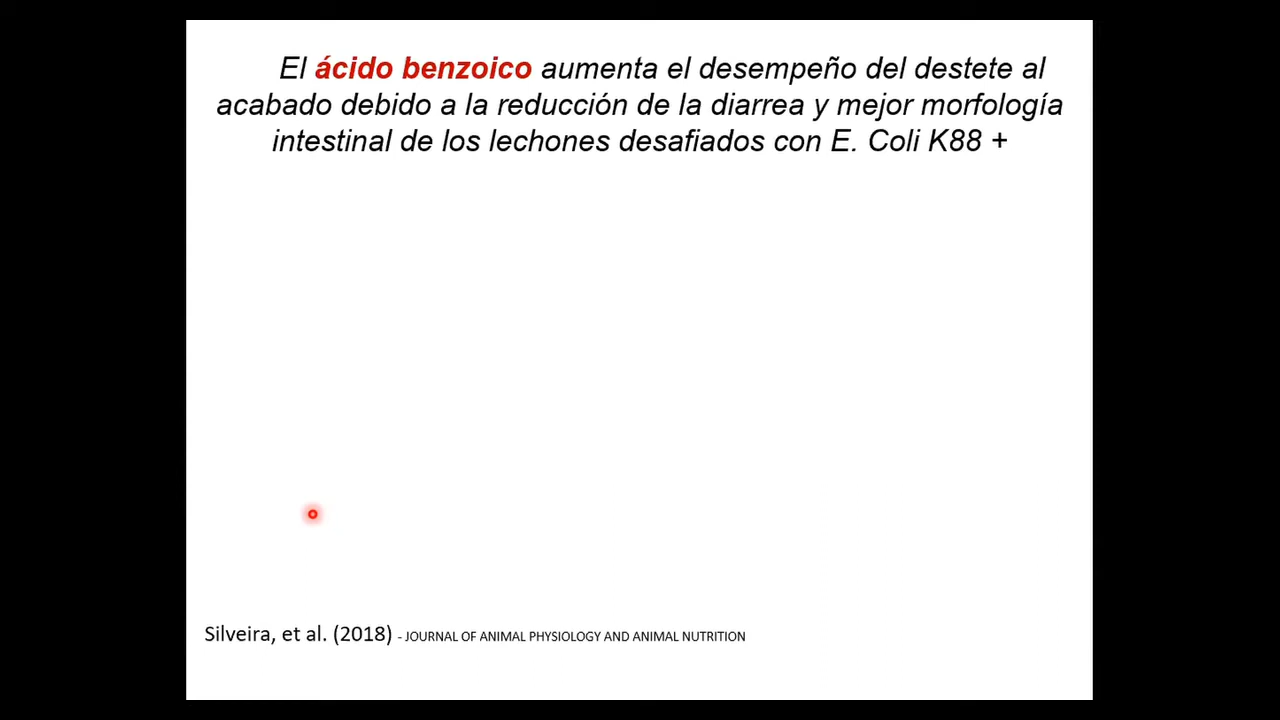 El ácido benzoico aumenta el desempeño del destete al
acabado debido a la reducción de la diarrea y mejor morfología
intestinal de los lechones desafiados con E. Coli K88 +
Silveira, et al. (2018) - JOURNAL OF ANIMAL PHYSIOLOGY AND ANIMAL NUTRITION